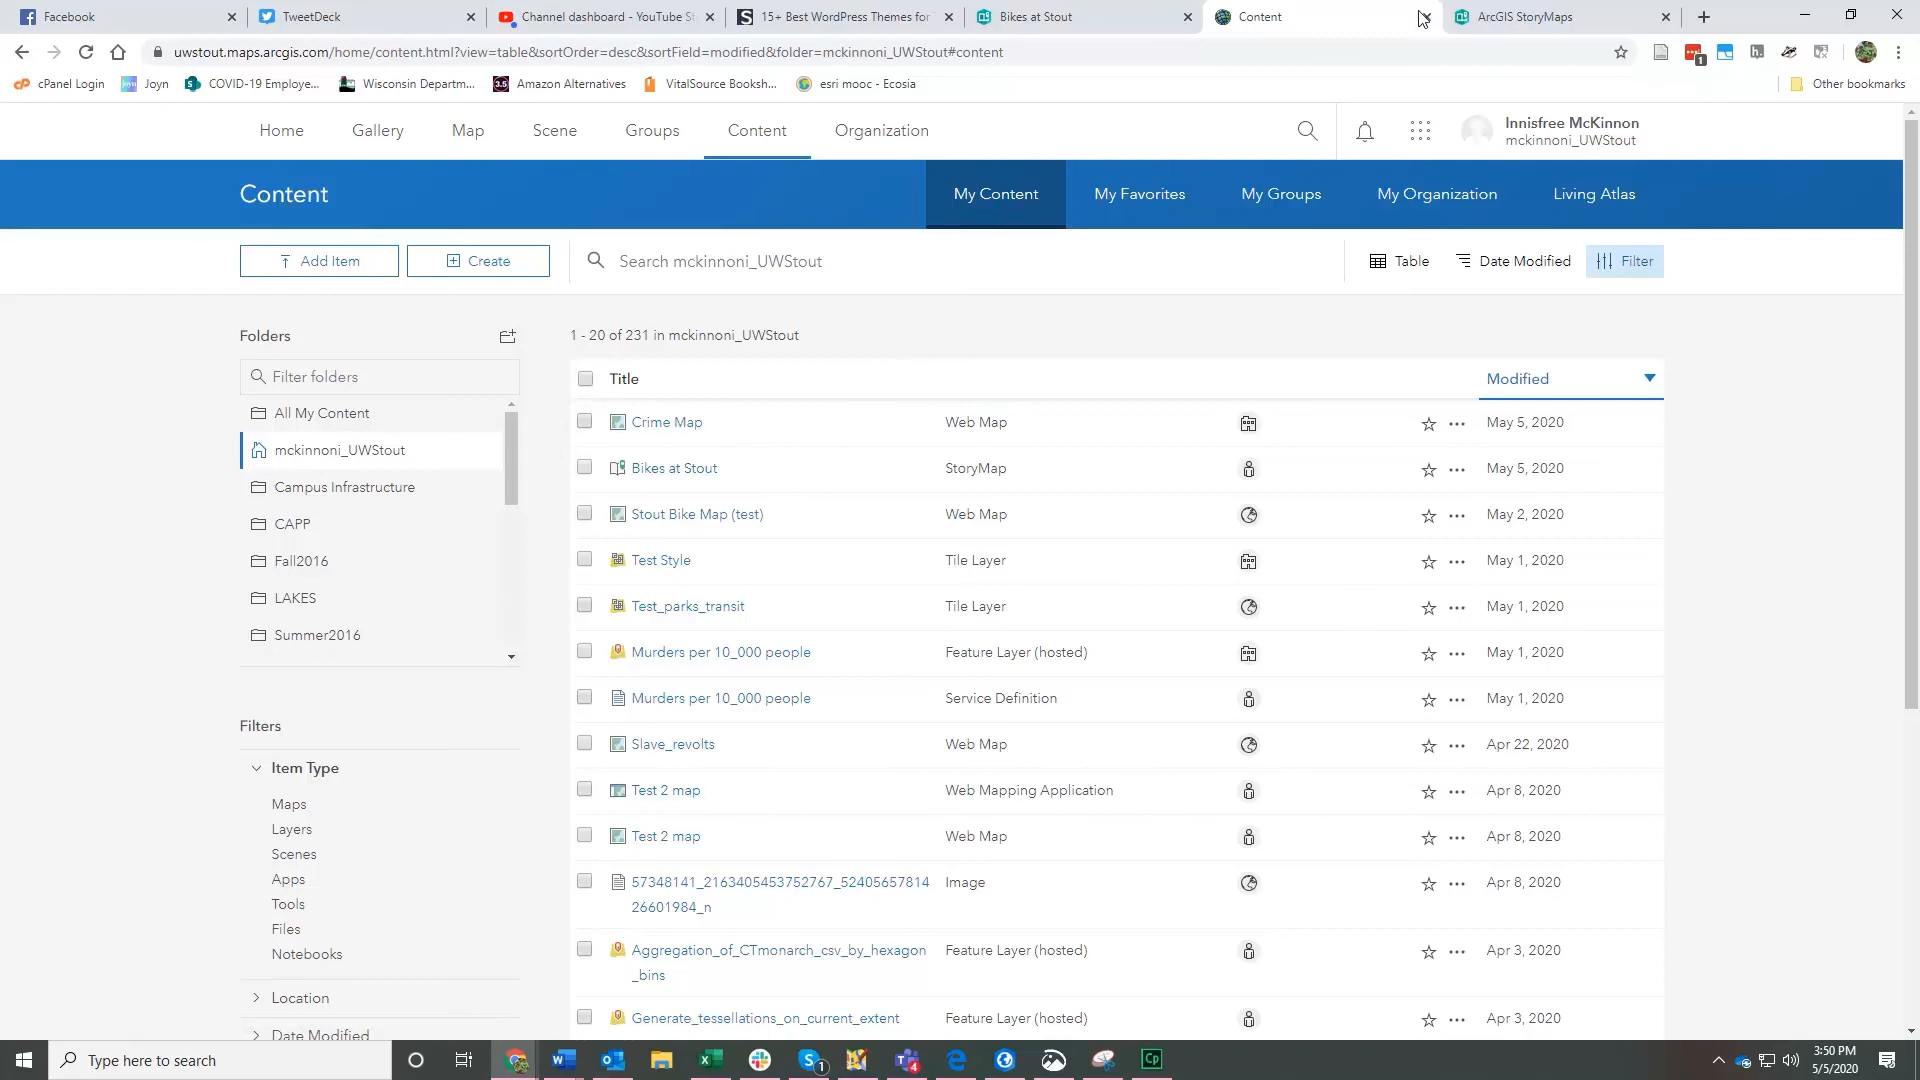 Facebook
TweetDeck
Channel dashboard - YouTube St
15+ Best WordPress Themes for
Bikes at Stout
Content
ArcGIS StoryMaps
uwstout.maps.arcgis.com/home/content.html?view=table&sortOrder=desc&sortField=modified&folder=mckinnoni_UWStout#content
1
cPanel Login
Joyn
COVID-19 Employe...
Wisconsin Departm...
Amazon Alternatives
VitalSource Booksh...
esri mooc - Ecosia
Other bookmarks
Home
Gallery
Map
Scene
Groups
Content
Organization
Innisfree McKinnon
mckinnoni_UWStout
Content
My Content
My Favorites
My Groups
My Organization
Living Atlas
Add Item
Create
Search mckinnoni_UWStout
Table
Date Modified
Filter
Folders
Filter folders
All My Content
mckinnoni_UWStout
Campus Infrastructure
CAPP
Fall2016
LAKES
Summer2016
Filters
Item Type
Maps
Layers
Scenes
Apps
Tools
Files
Notebooks
Location
Date Modified
1 - 20 of 231 in mckinnoni_UWStout
Title Modified
Crime Map Web Map May 5, 2020
Bikes at Stout StoryMap May 5, 2020
Stout Bike Map (test) Web Map May 2, 2020
Test Style Tile Layer May 1, 2020
Test_parks_transit Tile Layer May 1, 2020
Murders per 10_000 people Feature Layer (hosted) May 1, 2020
Murders per 10_000 people Service Definition May 1, 2020
Slave_revolts Web Map Apr 22, 2020
Test 2 map Web Mapping Application Apr 8, 2020
Test 2 map Web Map Apr 8, 2020
57348141_2163405453752767_52405657814 Image Apr 8, 2020
26601984_n
Aggregation_of_CTmonarch_csv_by_hexagon Feature Layer (hosted) Apr 3, 2020
_bins
Generate_tessellations_on_current_extent Feature Layer (hosted) Apr 3, 2020
Type here to search
1
4
Cp
3:50 PM
5/5/2020